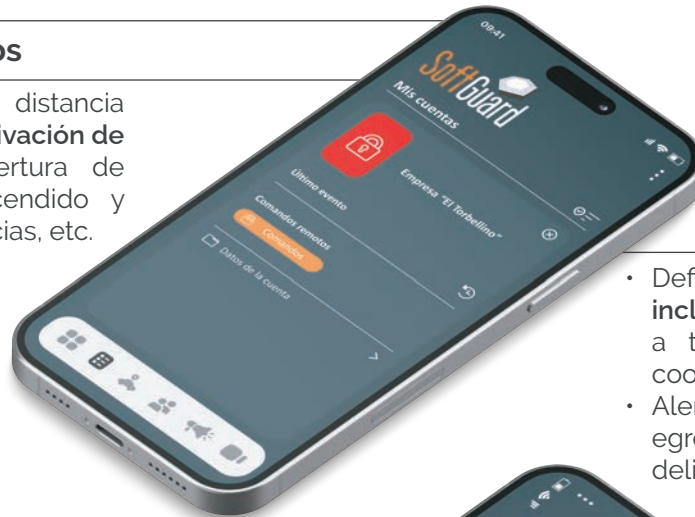 os
distancia
ivación de
ertura de
cendido y
cias, etc.
09:41
SoftGuard
Mis cuentas
Empresa "El Torbellino"
Último evento
Comandos remotos
Comandos
Datos de la cuenta
• Def
incl
a t
coo
• Aler
egre
deli